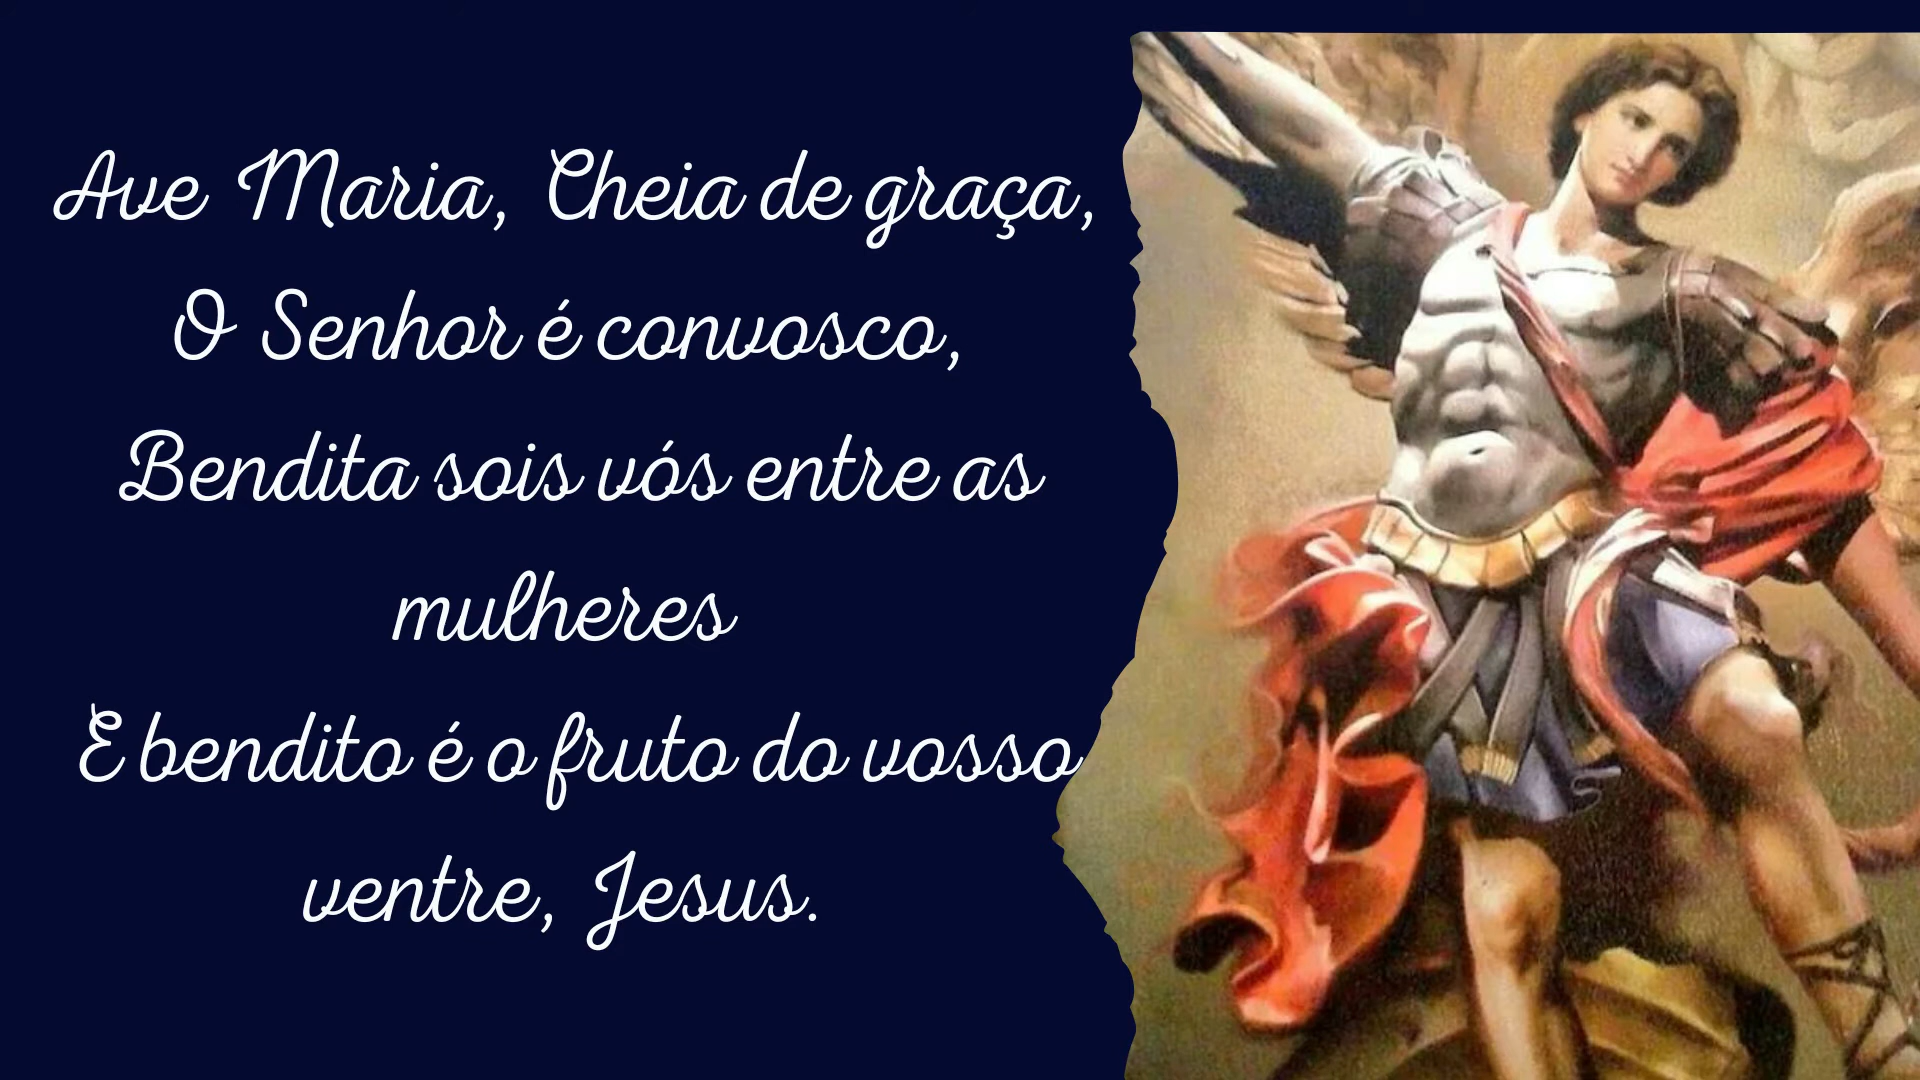 Ave Maria, Cheia de graça,
O Senhor é convosco,
Bendita sois vós entre as
mulheres
E bendito é o fruto do vosso
ventre, Jesus.